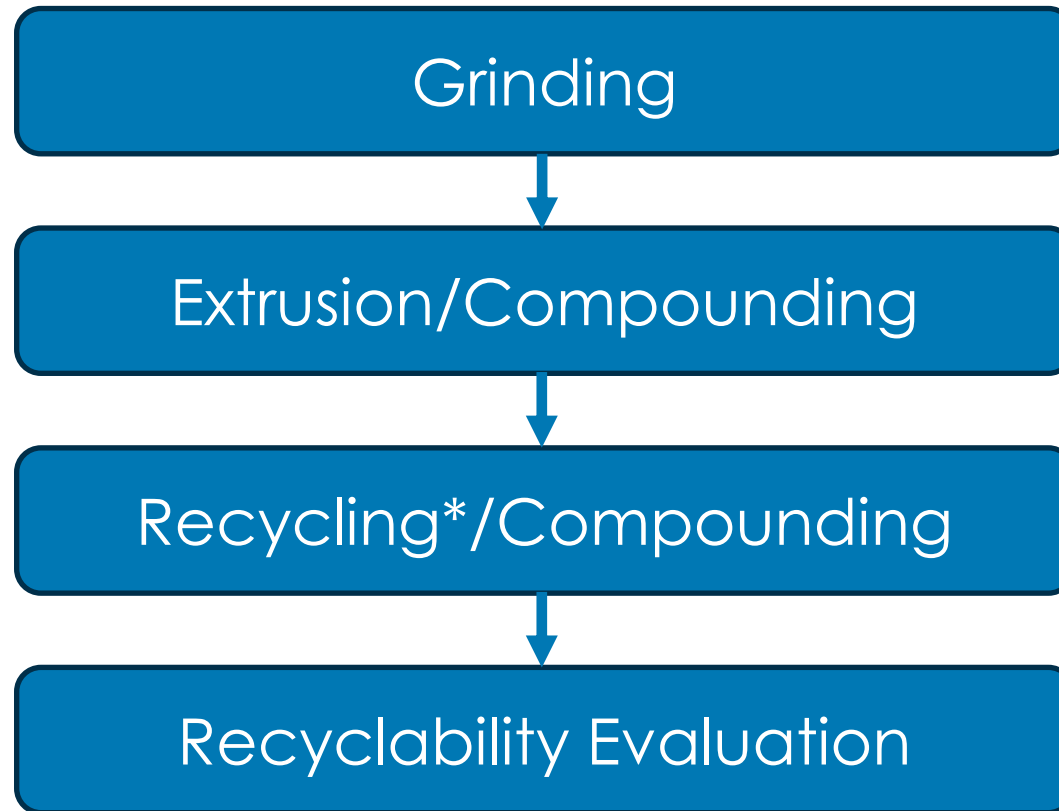 Grinding
Extrusion/Compounding
Recycling*/Compounding
Recyclability Evaluation